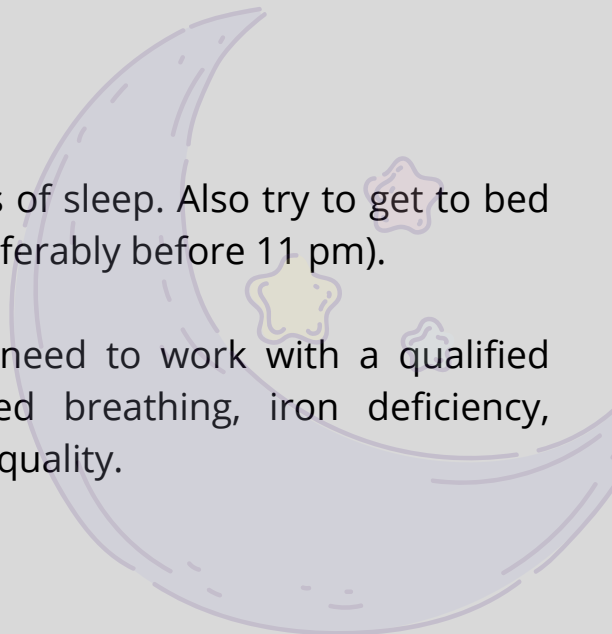 of sleep. Also try to get to bed
ferably before 11 pm).
need to work with a qualified
ed breathing, iron deficiency,
quality.